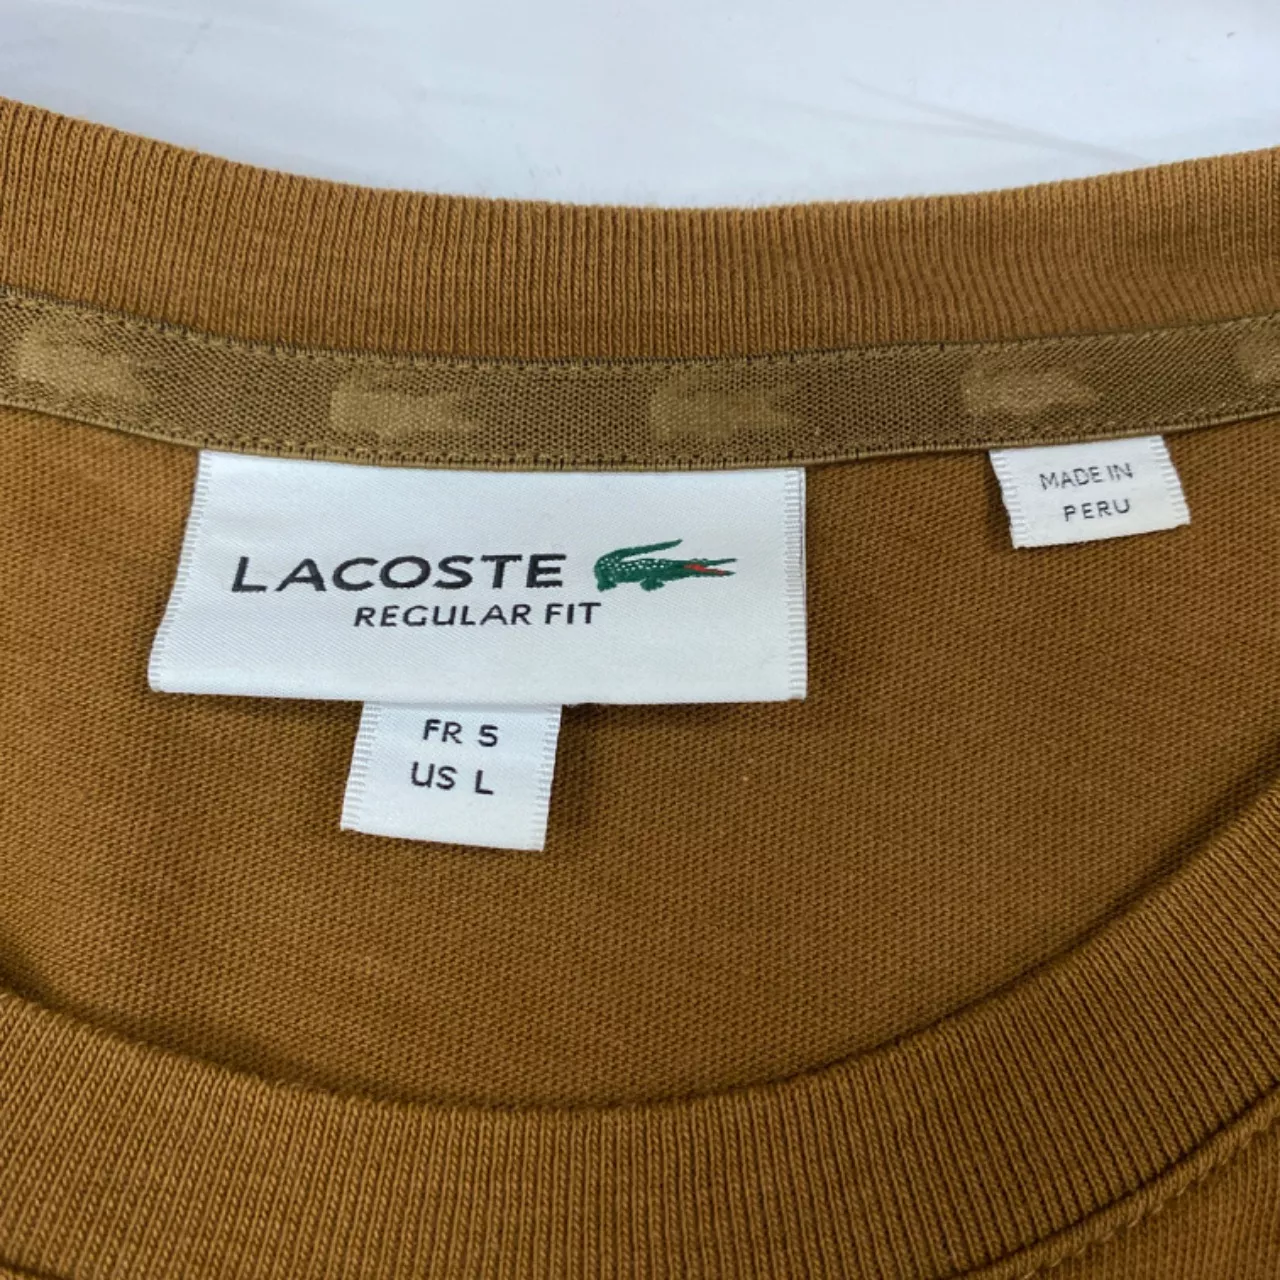 LACOSTE
REGULAR FIT
FR 5
US L
MADE IN
PERU